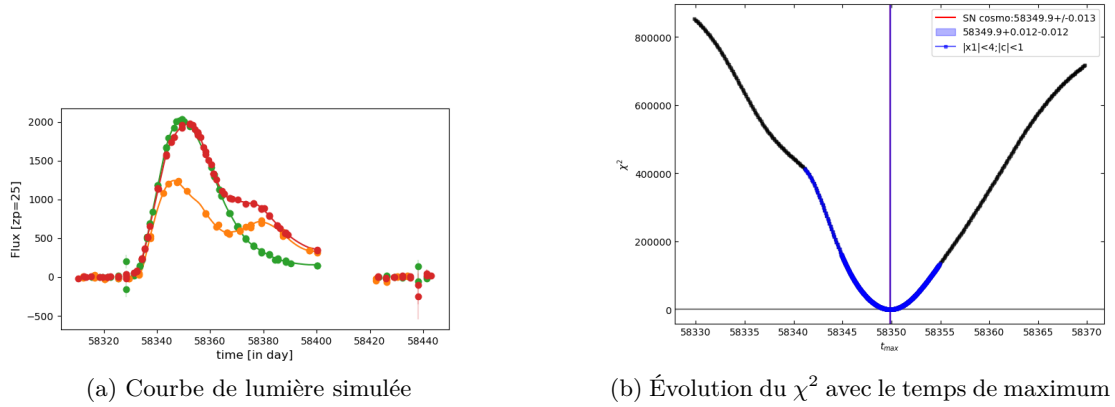 2000
1500
1000
500
0
−500
Flux [zp=25]
58320 58340 58360 58380 58400 58420 58440
time [in day]
(a) Courbe de lumière simulée
800000
600000
400000
200000
0
χ²
SN cosmo:58349.9+/-0.013
58349.9+0.012-0.012
|x1|<4;|c|<1
58330 58335 58340 58345 58350 58355 58360 58365 58370
t_max
(b) Évolution du χ² avec le temps de maximum